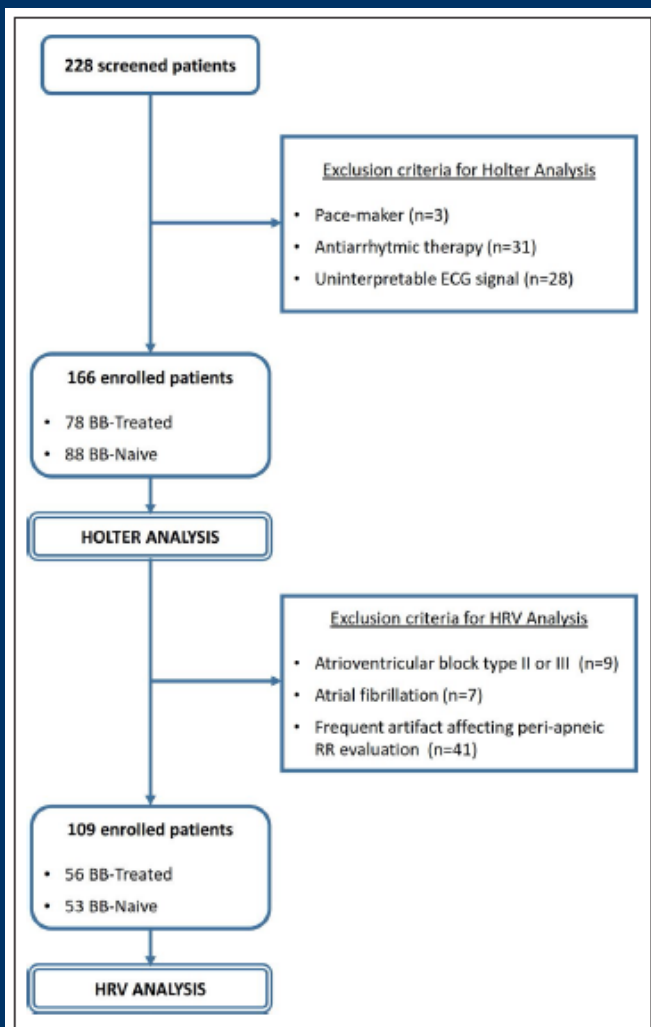 228 screened patients
Exclusion criteria for Holter Analysis
• Pace-maker (n=3)
• Antiarrhytmic therapy (n=31)
• Uninterpretable ECG signal (n=28)
166 enrolled patients
• 78 BB-Treated
• 88 BB-Naive
HOLTER ANALYSIS
Exclusion criteria for HRV Analysis
• Atrioventricular block type II or III (n=9)
• Atrial fibrillation (n=7)
• Frequent artifact affecting peri-apneic
RR evaluation (n=41)
109 enrolled patients
• 56 BB-Treated
• 53 BB-Naive
HRV ANALYSIS